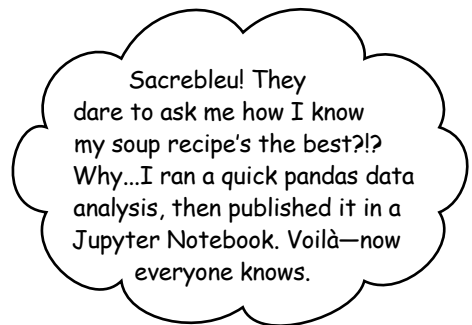 Sacrebleu! They
dare to ask me how I know
my soup recipe's the best?!?
Why...I ran a quick pandas data
analysis, then published it in a
Jupyter Notebook. Voilà—now
everyone knows.